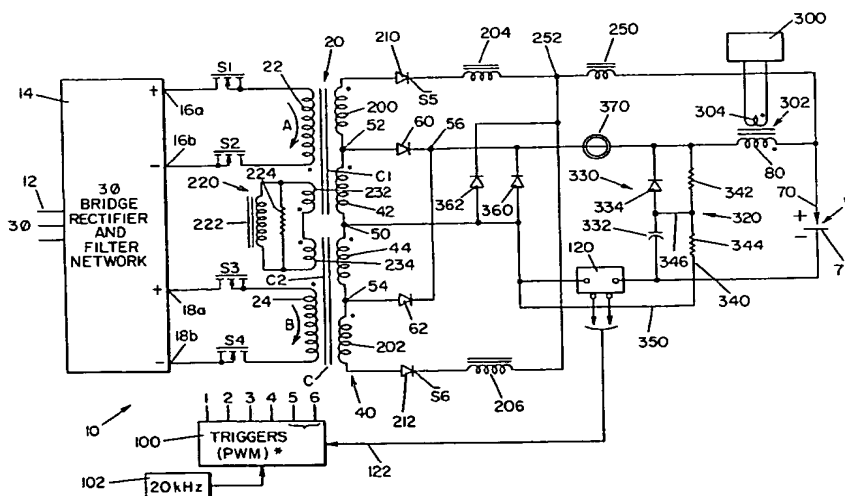 14
12
30
3Ø
BRIDGE
RECTIFIER
AND
FILTER
NETWORK
+
16a
−
16b
+
18a
−
18b
S1
S2
S3
S4
22
A
24
B
220
222
224
232
234
20
C1
C2
C
200
52
42
50
44
54
202
40
210
S5
204
60
56
62
212
S6
206
252
250
362
360
370
300
304
302
80
330
334
332
342
320
346
344
340
350
120
122
70
+
−
7
10
1 2 3 4 5 6
100
TRIGGERS
(PWM) *
102
20kHz